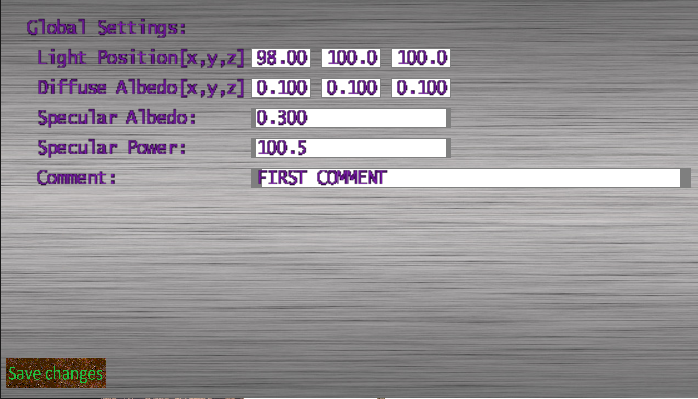 Global Settings:
Light Position[x,y,z] 98.00 100.0 100.0
Diffuse Albedo[x,y,z] 0.100 0.100 0.100
Specular Albedo: 0.300
Specular Power: 100.5
Comment: FIRST COMMENT
Save changes